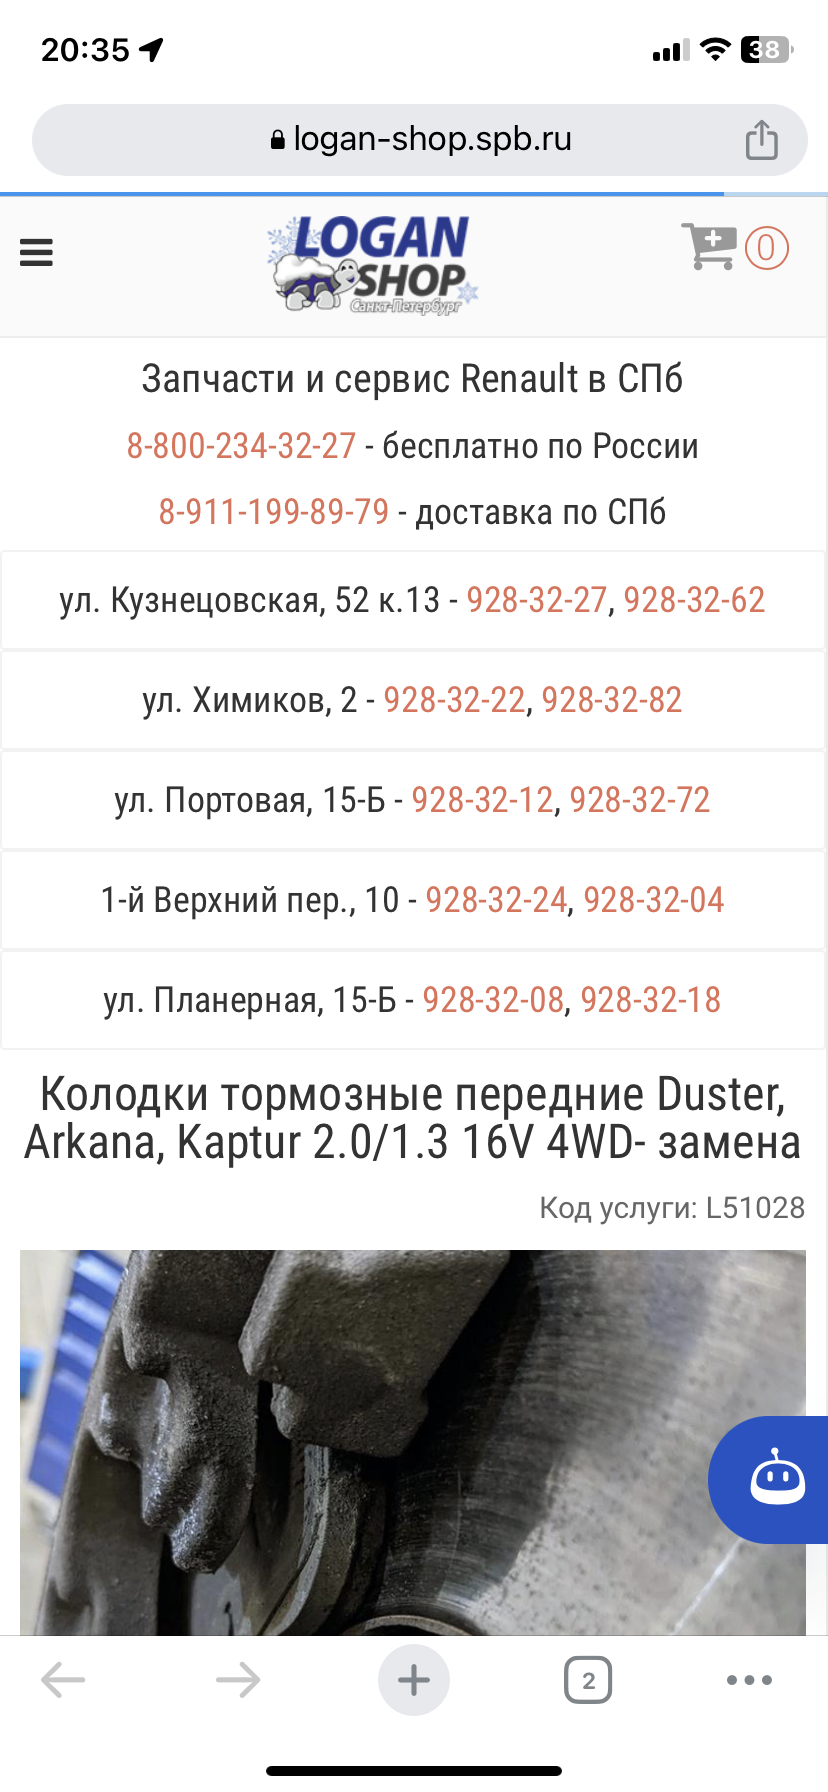 20:35
38
logan-shop.spb.ru
LOGAN
SHOP
Санкт-Петербург
0
Запчасти и сервис Renault в СПб
8-800-234-32-27 - бесплатно по России
8-911-199-89-79 - доставка по СПб
ул. Кузнецовская, 52 к.13 - 928-32-27, 928-32-62
ул. Химиков, 2 - 928-32-22, 928-32-82
ул. Портовая, 15-Б - 928-32-12, 928-32-72
1-й Верхний пер., 10 - 928-32-24, 928-32-04
ул. Планерная, 15-Б - 928-32-08, 928-32-18
Колодки тормозные передние Duster,
Arkana, Kaptur 2.0/1.3 16V 4WD- замена
Код услуги: L51028
2